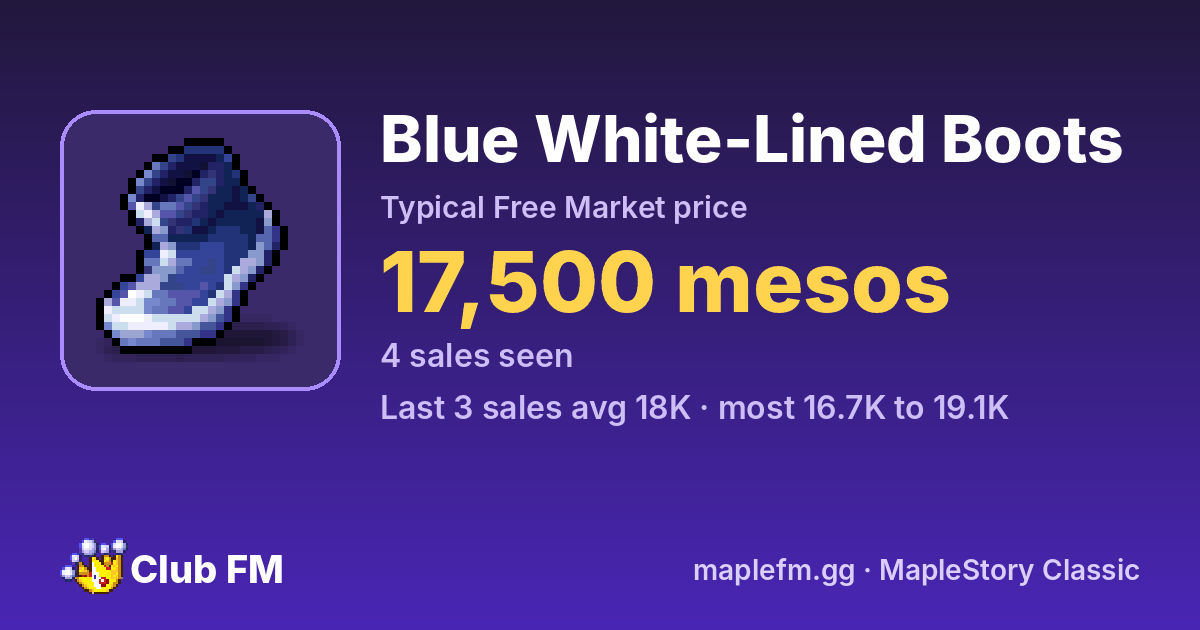 Blue White-Lined Boots
Typical Free Market price
17,500 mesos
4 sales seen
Last 3 sales avg 18K · most 16.7K to 19.1K
Club FM
maplefm.gg · MapleStory Classic